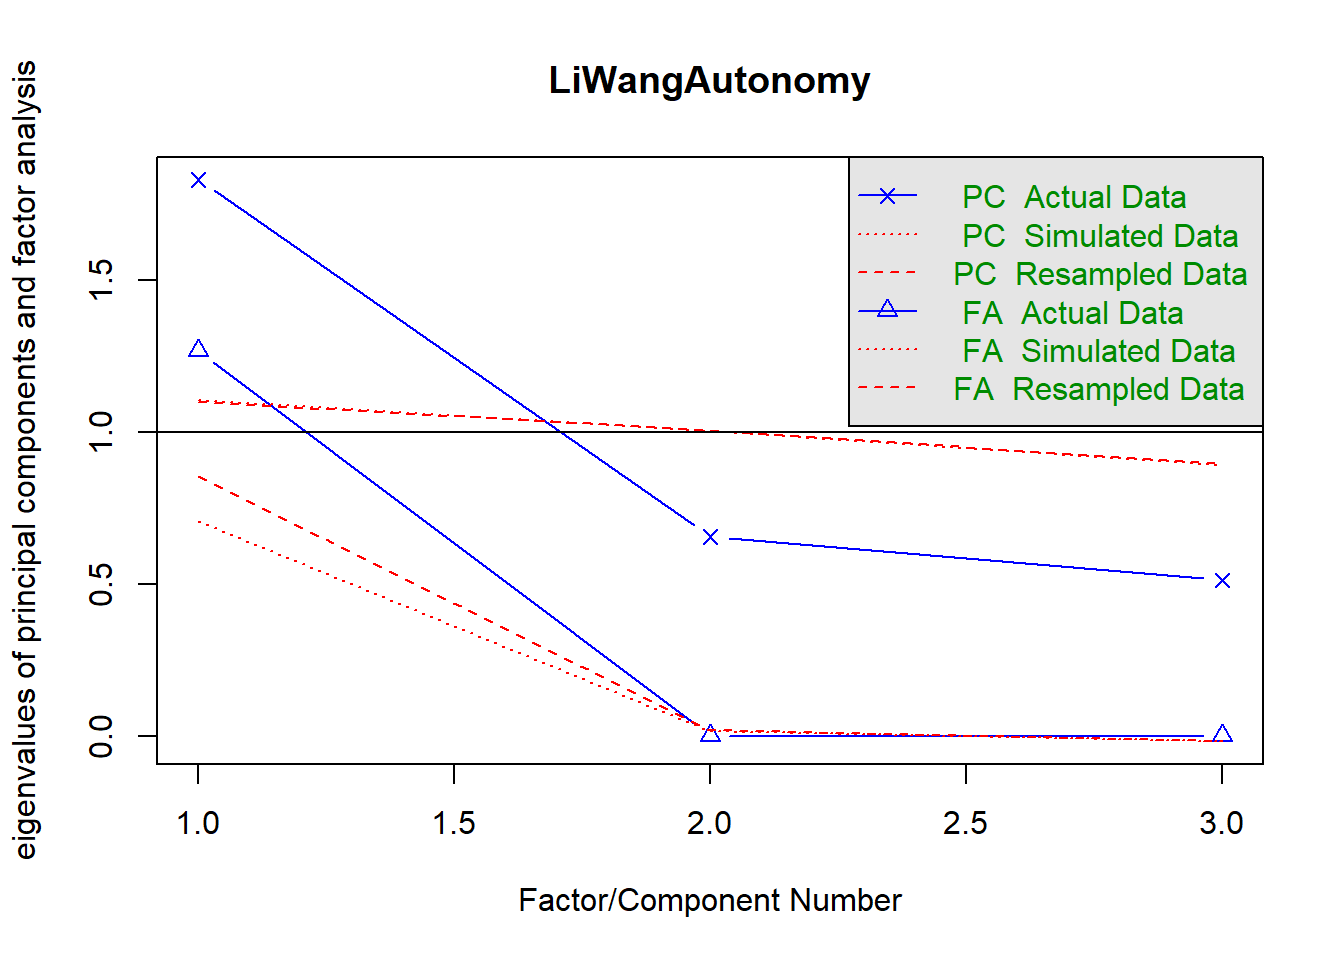 LiWangAutonomy
eigenvalues of principal components and factor analysis
1.5
1.0
0.5
0.0
PC Actual Data
PC Simulated Data
PC Resampled Data
FA Actual Data
FA Simulated Data
FA Resampled Data
1.0 1.5 2.0 2.5 3.0
Factor/Component Number